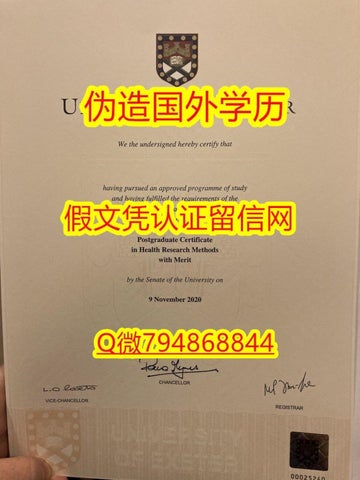 伪造国外学历
We the undersigned hereby certify that
having pursued an approved programme of study
and having fulfilled the requirements of the
假文凭认证留信网
Postgraduate Certificate
in Health Research Methods
with Merit
by the Senate of the University on
9 November 2020
Q微794868844
VICE-CHANCELLOR
CHANCELLOR
REGISTRAR
UNIVERSITY
OF EXETER